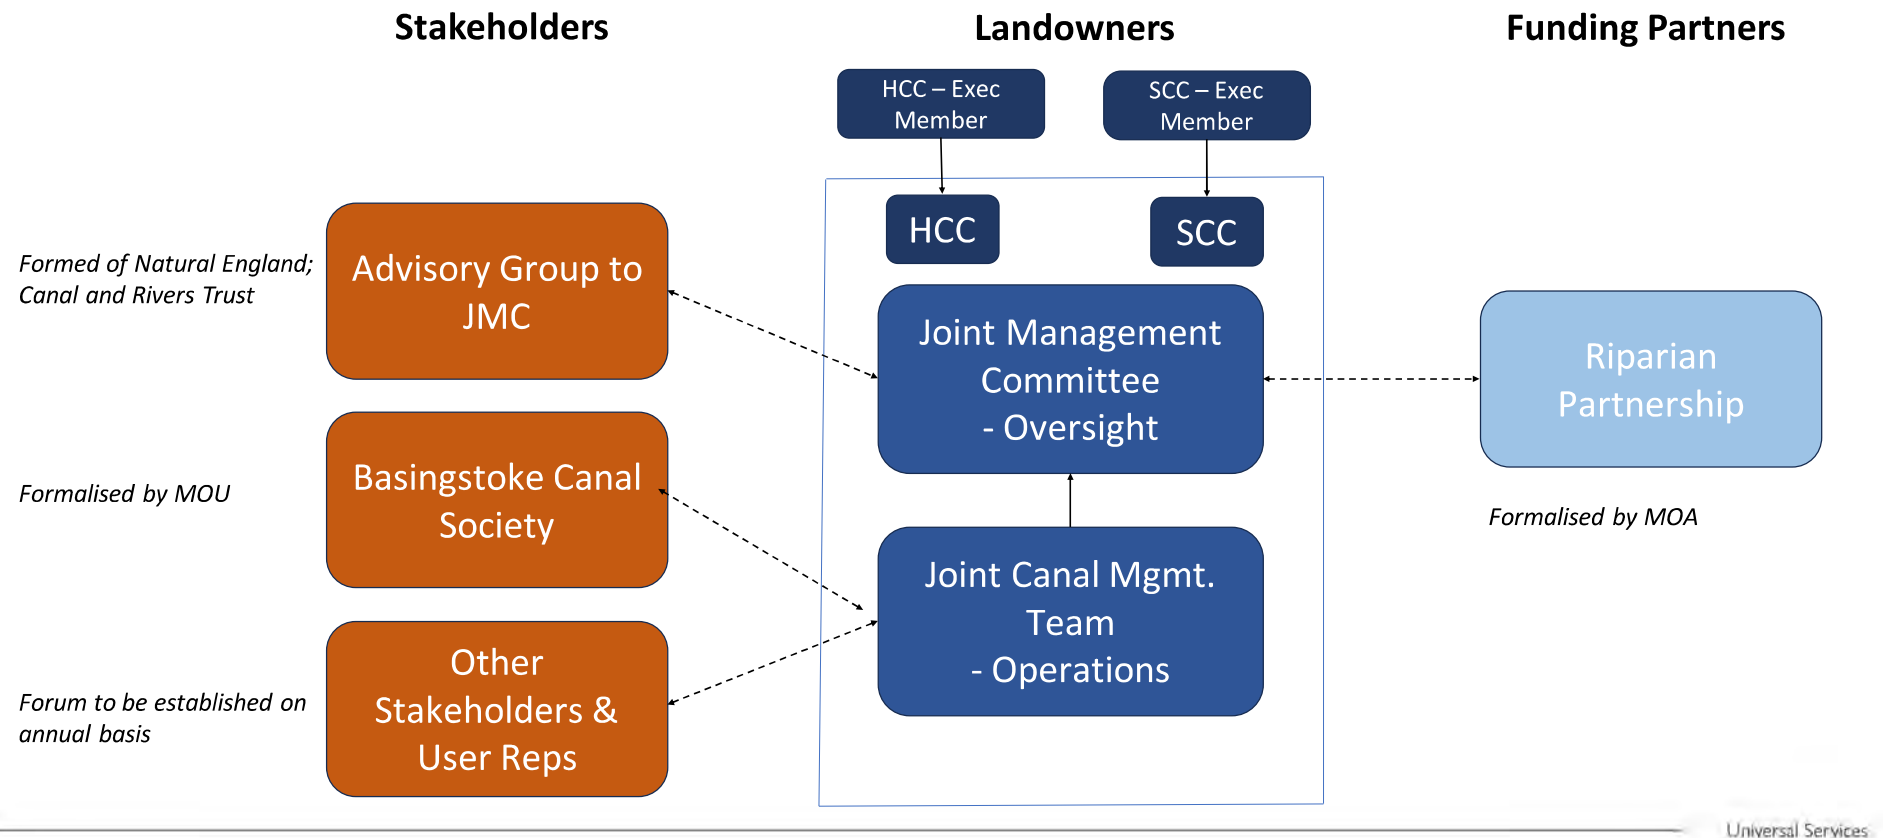 Stakeholders
Landowners
Funding Partners
HCC – Exec
Member
SCC – Exec
Member
HCC
SCC
Formed of Natural England;
Canal and Rivers Trust
Advisory Group to
JMC
Joint Management
Committee
- Oversight
Riparian
Partnership
Formalised by MOU
Basingstoke Canal
Society
Formalised by MOA
Joint Canal Mgmt.
Team
- Operations
Forum to be established on
annual basis
Other
Stakeholders &
User Reps
Universal Services